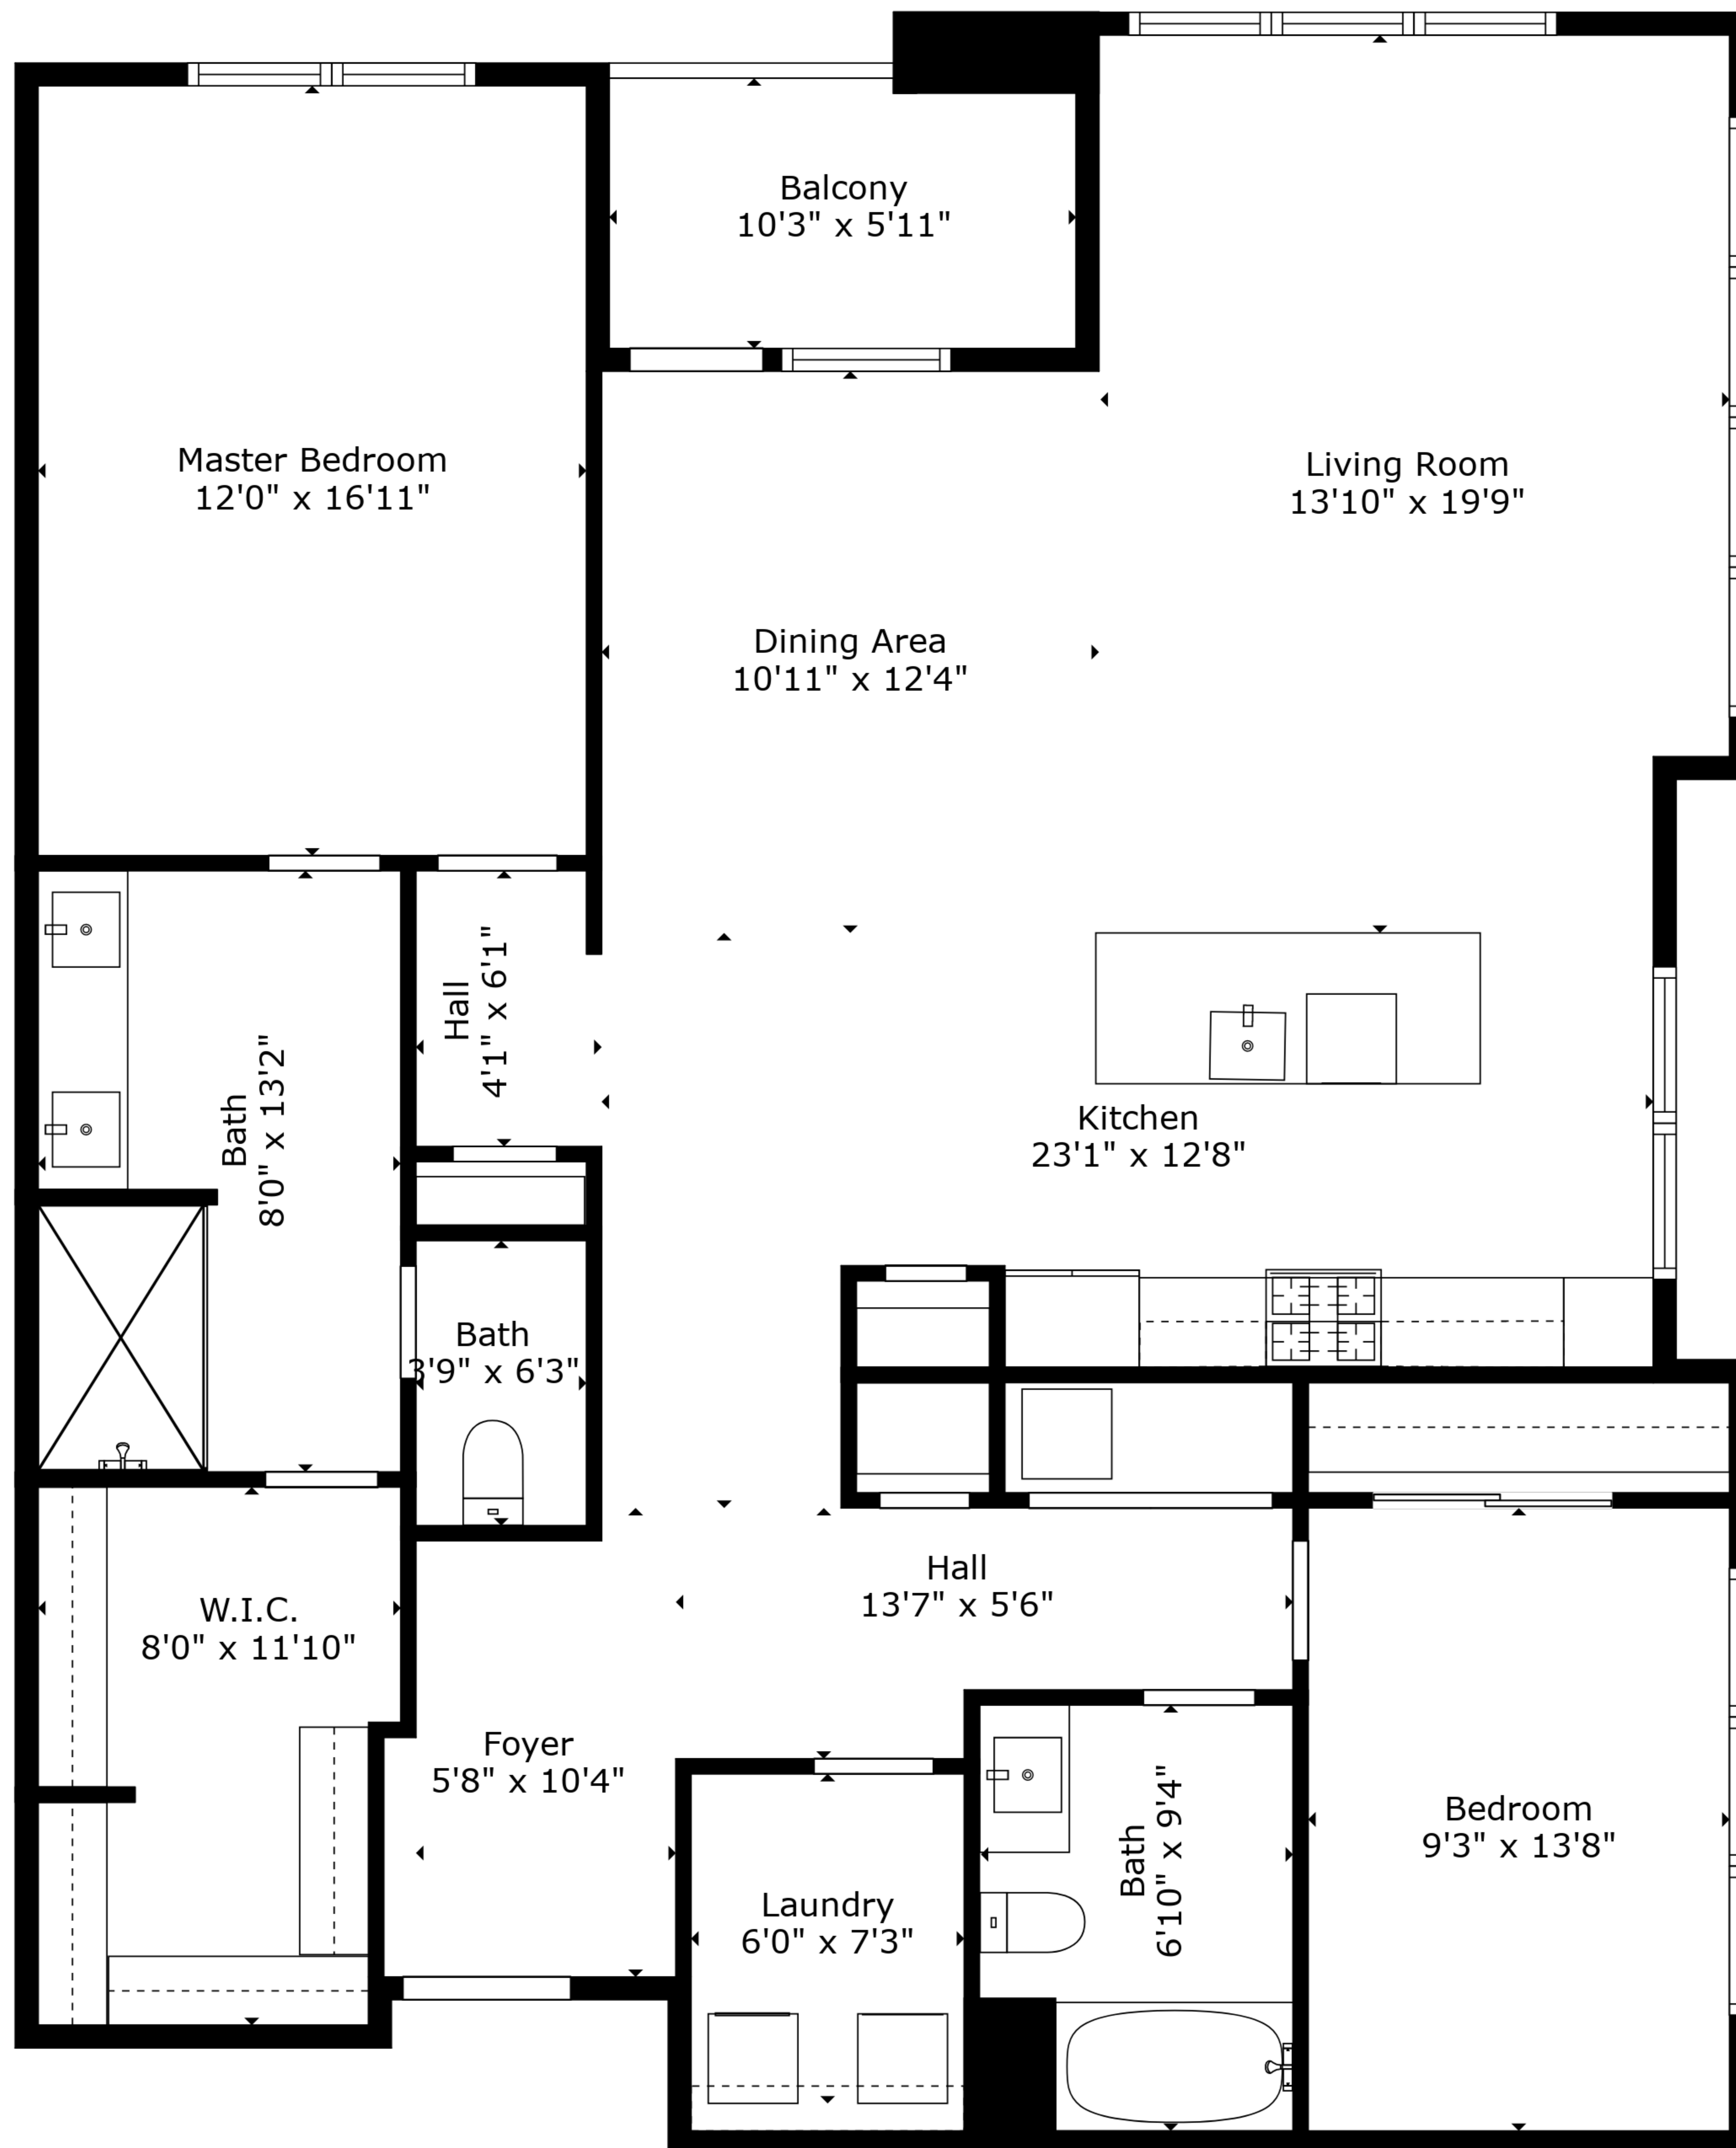 Balcony
10'3" x 5'11"
Master Bedroom
12'0" x 16'11"
Living Room
13'10" x 19'9"
Dining Area
10'11" x 12'4"
Hall
4'1" x 6'1"
Bath
8'0" x 13'2"
Kitchen
23'1" x 12'8"
Bath
3'9" x 6'3"
Hall
13'7" x 5'6"
W.I.C.
8'0" x 11'10"
Foyer
5'8" x 10'4"
Bath
6'10" x 9'4"
Bedroom
9'3" x 13'8"
Laundry
6'0" x 7'3"